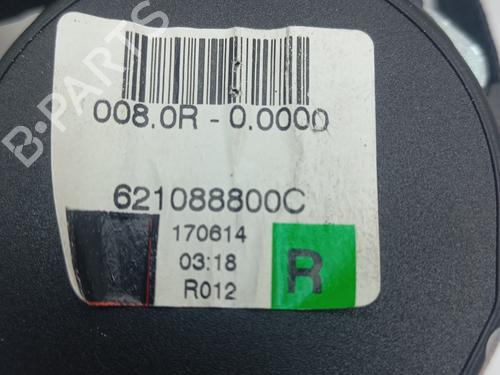 B-PARTS
008.0R - 0.0000
621088800C
170614
03:18
R012
R